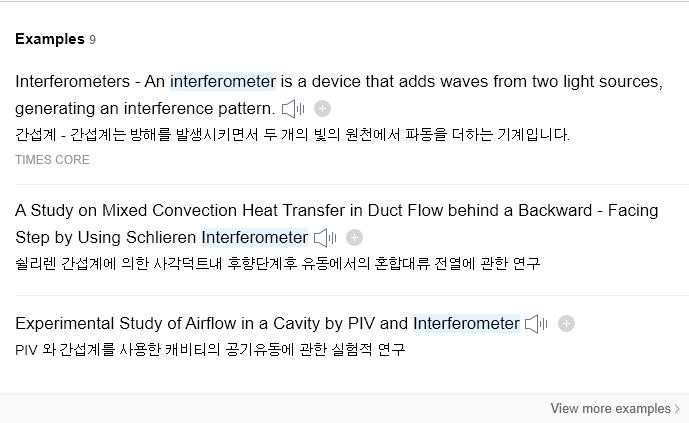 Examples 9
Interferometers - An interferometer is a device that adds waves from two light sources,
generating an interference pattern.
간섭계 - 간섭계는 방해를 발생시키면서 두 개의 빛의 원천에서 파동을 더하는 기계입니다.
TIMES CORE
A Study on Mixed Convection Heat Transfer in Duct Flow behind a Backward - Facing
Step by Using Schlieren Interferometer
쉴리렌 간섭계에 의한 사각덕트내 후향단계후 유동에서의 혼합대류 전열에 관한 연구
Experimental Study of Airflow in a Cavity by PIV and Interferometer
PIV 와 간섭계를 사용한 캐비티의 공기유동에 관한 실험적 연구
View more examples